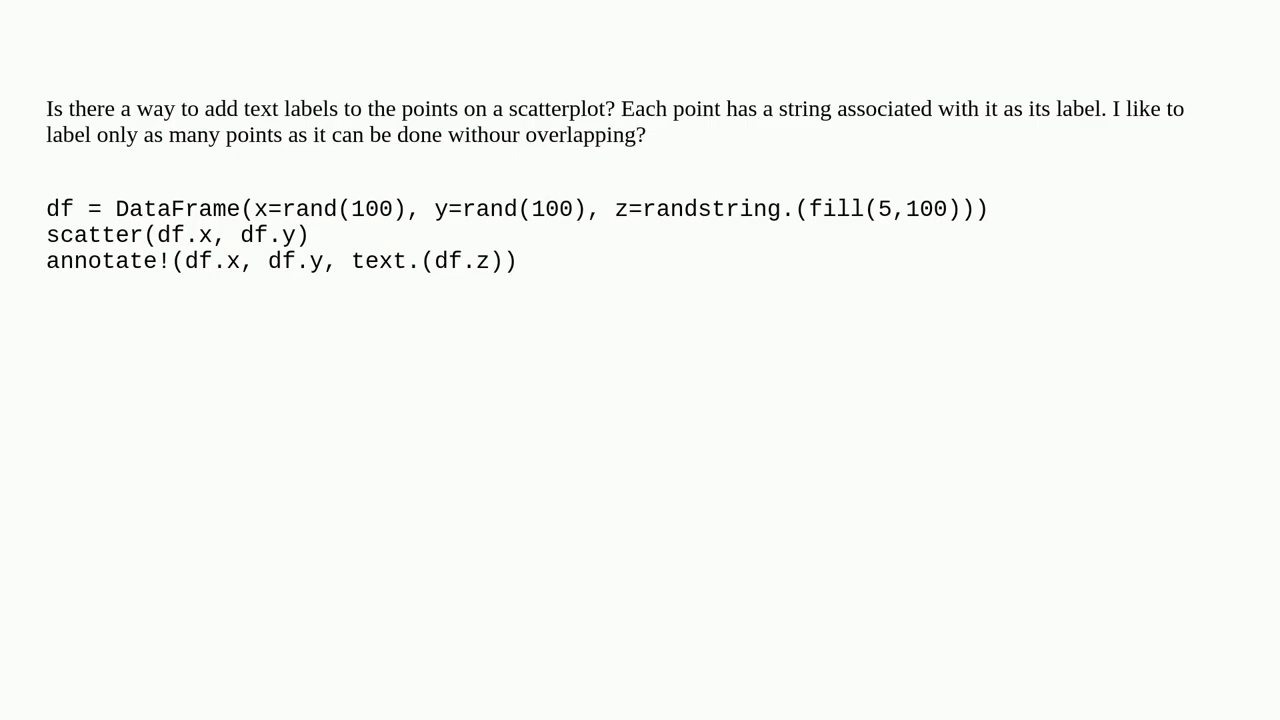 Is there a way to add text labels to the points on a scatterplot? Each point has a string associated with it as its label. I like to
label only as many points as it can be done withour overlapping?
df = DataFrame(x=rand(100), y=rand(100), z=randstring.(fill(5,100)))
scatter(df.x, df.y)
annotate!(df.x, df.y, text.(df.z))